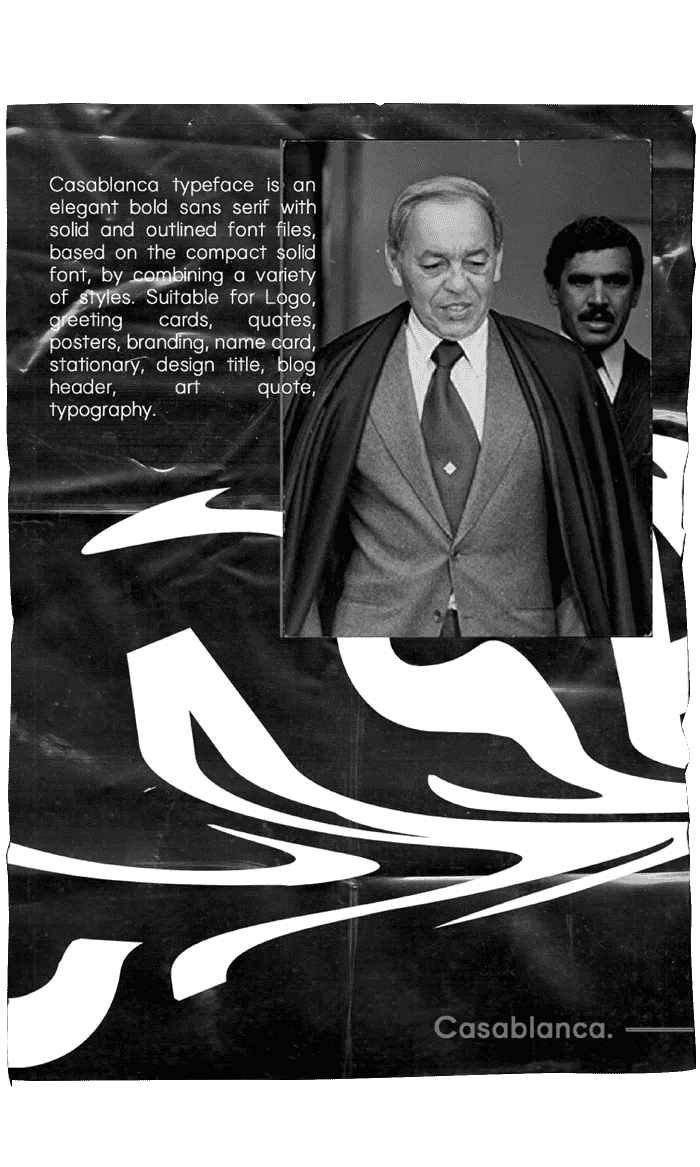 Casablanca typeface is an
elegant bold sans serif with
solid and outlined font files,
based on the compact solid
font, by combining a variety
of styles. Suitable for Logo,
greeting cards, quotes,
posters, branding, name card,
stationary, design title, blog
header, art quote,
typography.
Casablanca.